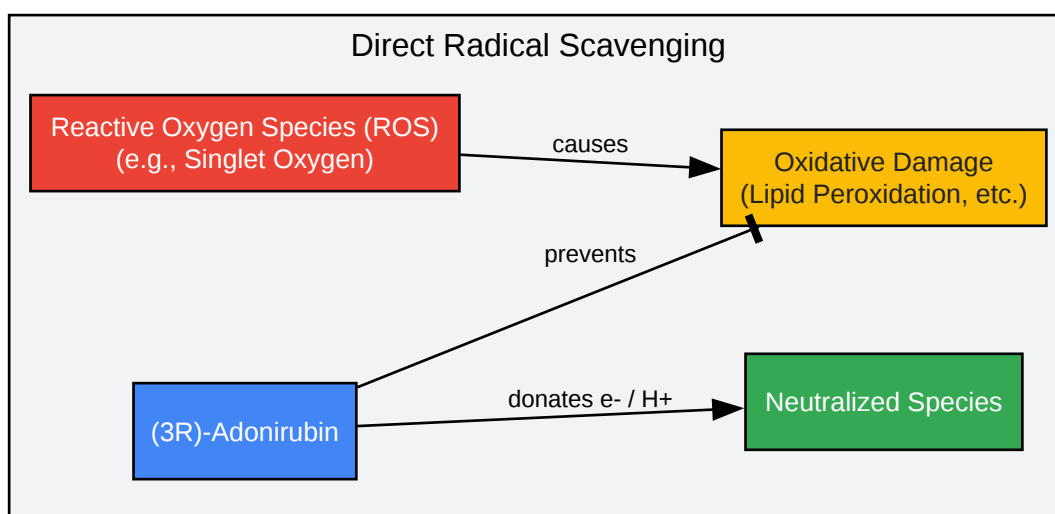 Direct Radical Scavenging
Reactive Oxygen Species (ROS)
(e.g., Singlet Oxygen)
causes
Oxidative Damage
(Lipid Peroxidation, etc.)
prevents
(3R)-Adonirubin
donates e- / H+
Neutralized Species